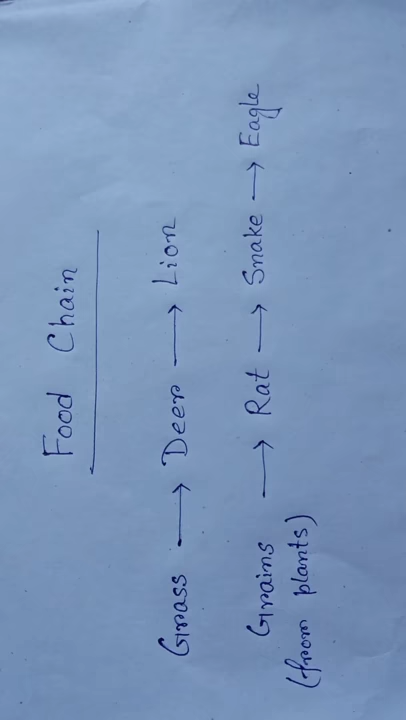 Food Chain
Grass → Deer → Lion
Grains → Rat → Snake → Eagle
(from plants)